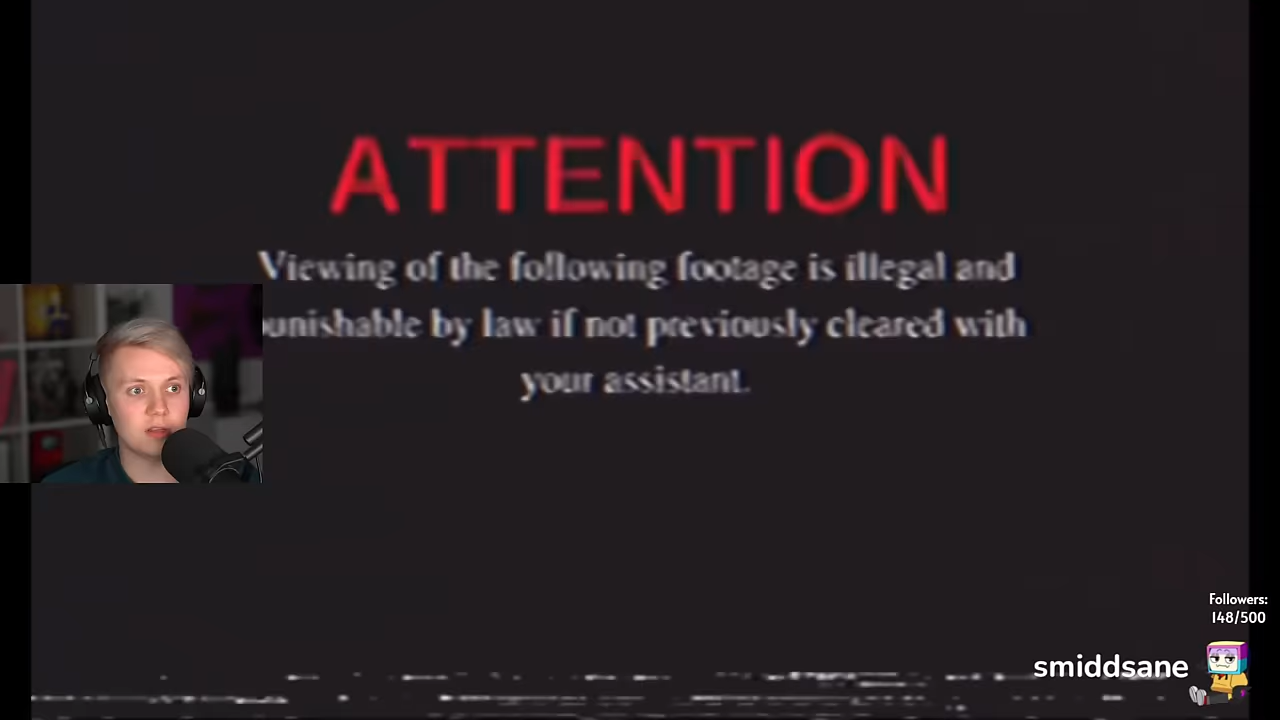 ATTENTION
Viewing of the following footage is illegal and
unishable by law if not previously cleared with
your assistant.
Followers:
148/500
smiddsane